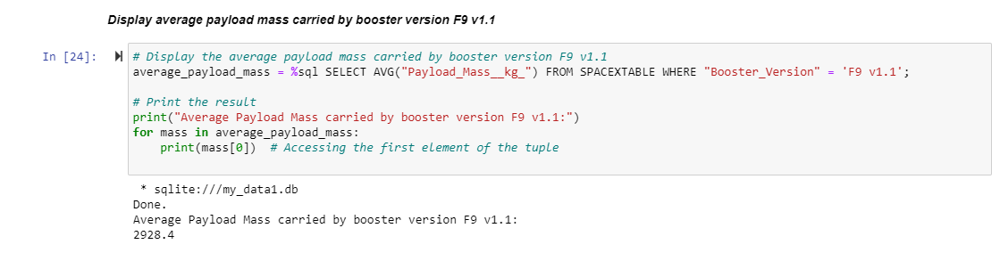 Display average payload mass carried by booster version F9 v1.1
In [24]:
# Display the average payload mass carried by booster version F9 v1.1
average_payload_mass = %sql SELECT AVG("Payload_Mass__kg_") FROM SPACEXTABLE WHERE "Booster_Version" = 'F9 v1.1';
# Print the result
print("Average Payload Mass carried by booster version F9 v1.1:")
for mass in average_payload_mass:
    print(mass[0])  # Accessing the first element of the tuple
 * sqlite:///my_data1.db
Done.
Average Payload Mass carried by booster version F9 v1.1:
2928.4